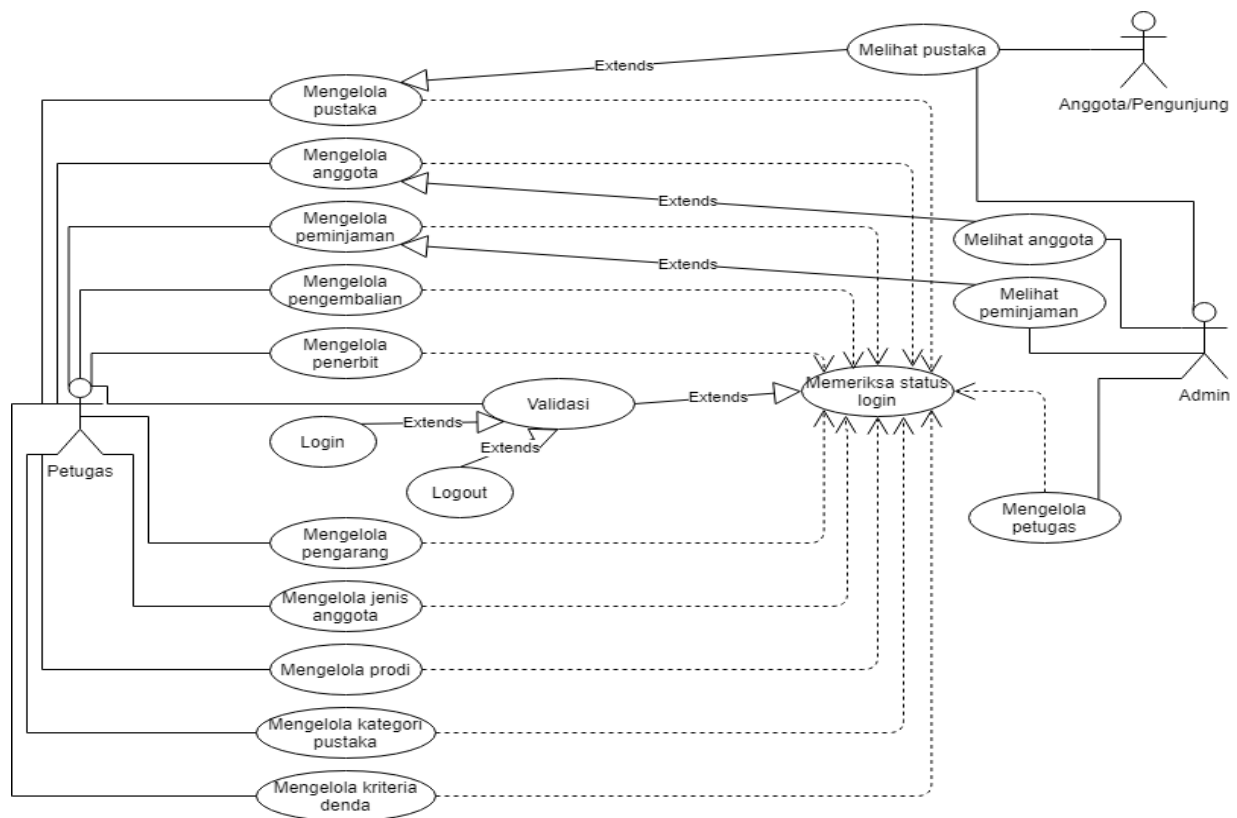 Melihat pustaka
Extends
Anggota/Pengunjung
Mengelola
pustaka
Mengelola
anggota
Extends
Mengelola
peminjaman
Melihat anggota
Extends
Mengelola
pengembalian
Melihat
peminjaman
Mengelola
penerbit
Memeriksa status
login
Admin
Validasi
Extends
Extends
Login
Extends
Petugas
Logout
Mengelola
petugas
Mengelola
pengarang
Mengelola jenis
anggota
Mengelola prodi
Mengelola kategori
pustaka
Mengelola kriteria
denda